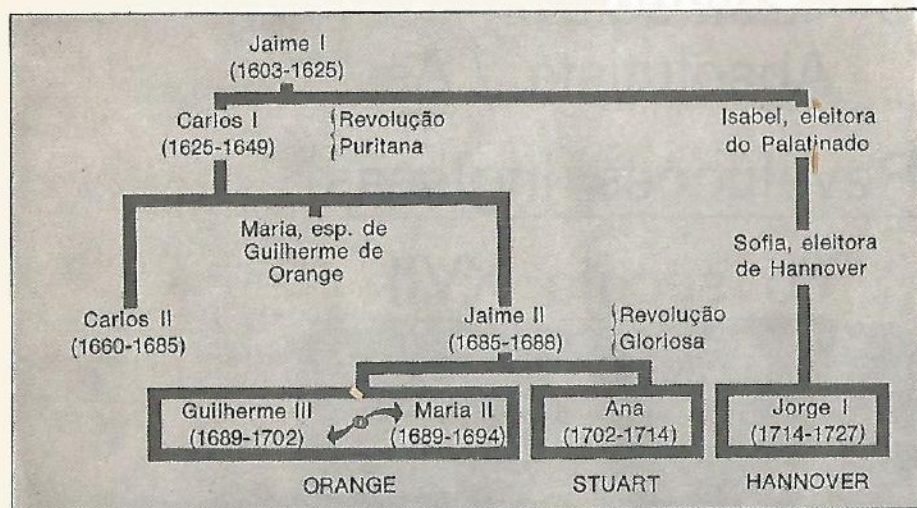 Jaime I
(1603-1625)
Carlos I
(1625-1649)
Revolução
Puritana
Isabel, eleitora
do Palatinado
Maria, esp. de
Guilherme de
Orange
Sofia, eleitora
de Hannover
Carlos II
(1660-1685)
Jaime II
(1685-1688)
Revolução
Gloriosa
Guilherme III
(1689-1702)
Maria II
(1689-1694)
Ana
(1702-1714)
Jorge I
(1714-1727)
ORANGE
STUART
HANNOVER